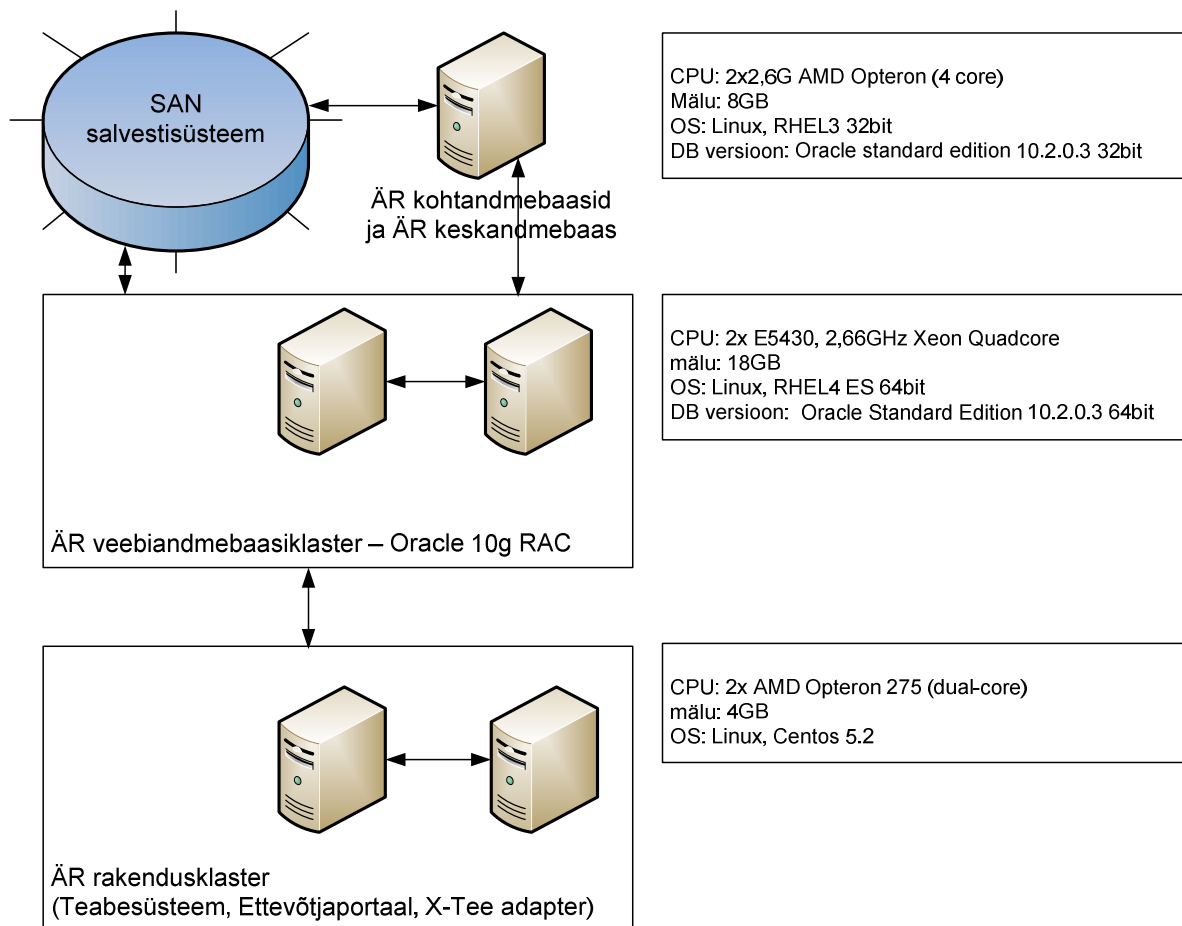 SAN
salvestisüsteem
ÄR kohtandmebaasid
ja ÄR keskandmebaas
CPU: 2x2,6G AMD Opteron (4 core)
Mälu: 8GB
OS: Linux, RHEL3 32bit
DB versioon: Oracle standard edition 10.2.0.3 32bit
CPU: 2x E5430, 2,66GHz Xeon Quadcore
mälu: 18GB
OS: Linux, RHEL4 ES 64bit
DB versioon: Oracle Standard Edition 10.2.0.3 64bit
ÄR veebiandmebaasiklaster – Oracle 10g RAC
CPU: 2x AMD Opteron 275 (dual-core)
mälu: 4GB
OS: Linux, Centos 5.2
ÄR rakendusklaster
(Teabesüsteem, Ettevõtjaportaal, X-Tee adapter)